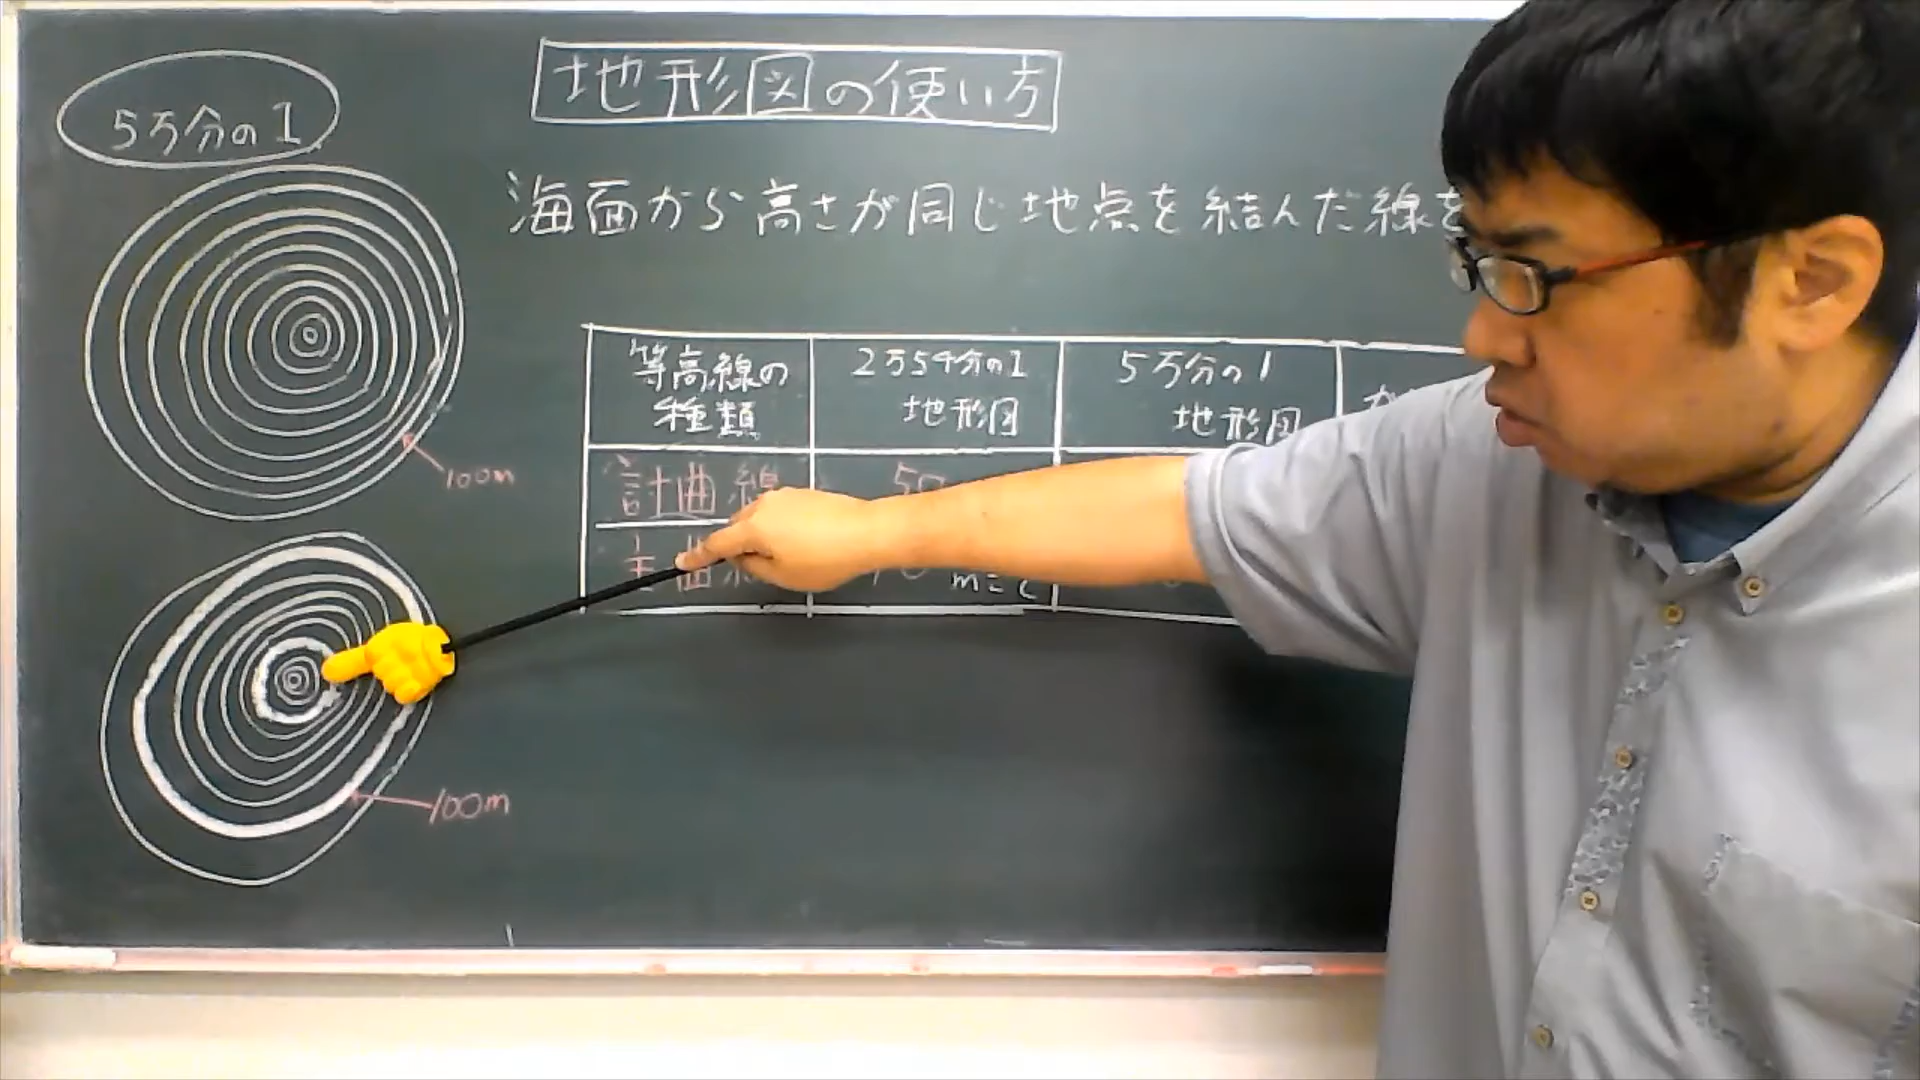 5万分の1
地形図の使い方
海面から高さが同じ地点を結んだ線を
等高線の
種類
2万5千分の1
地形図
5万分の1
地形図
計曲線
50
主曲線
10
mごと
100m
100m